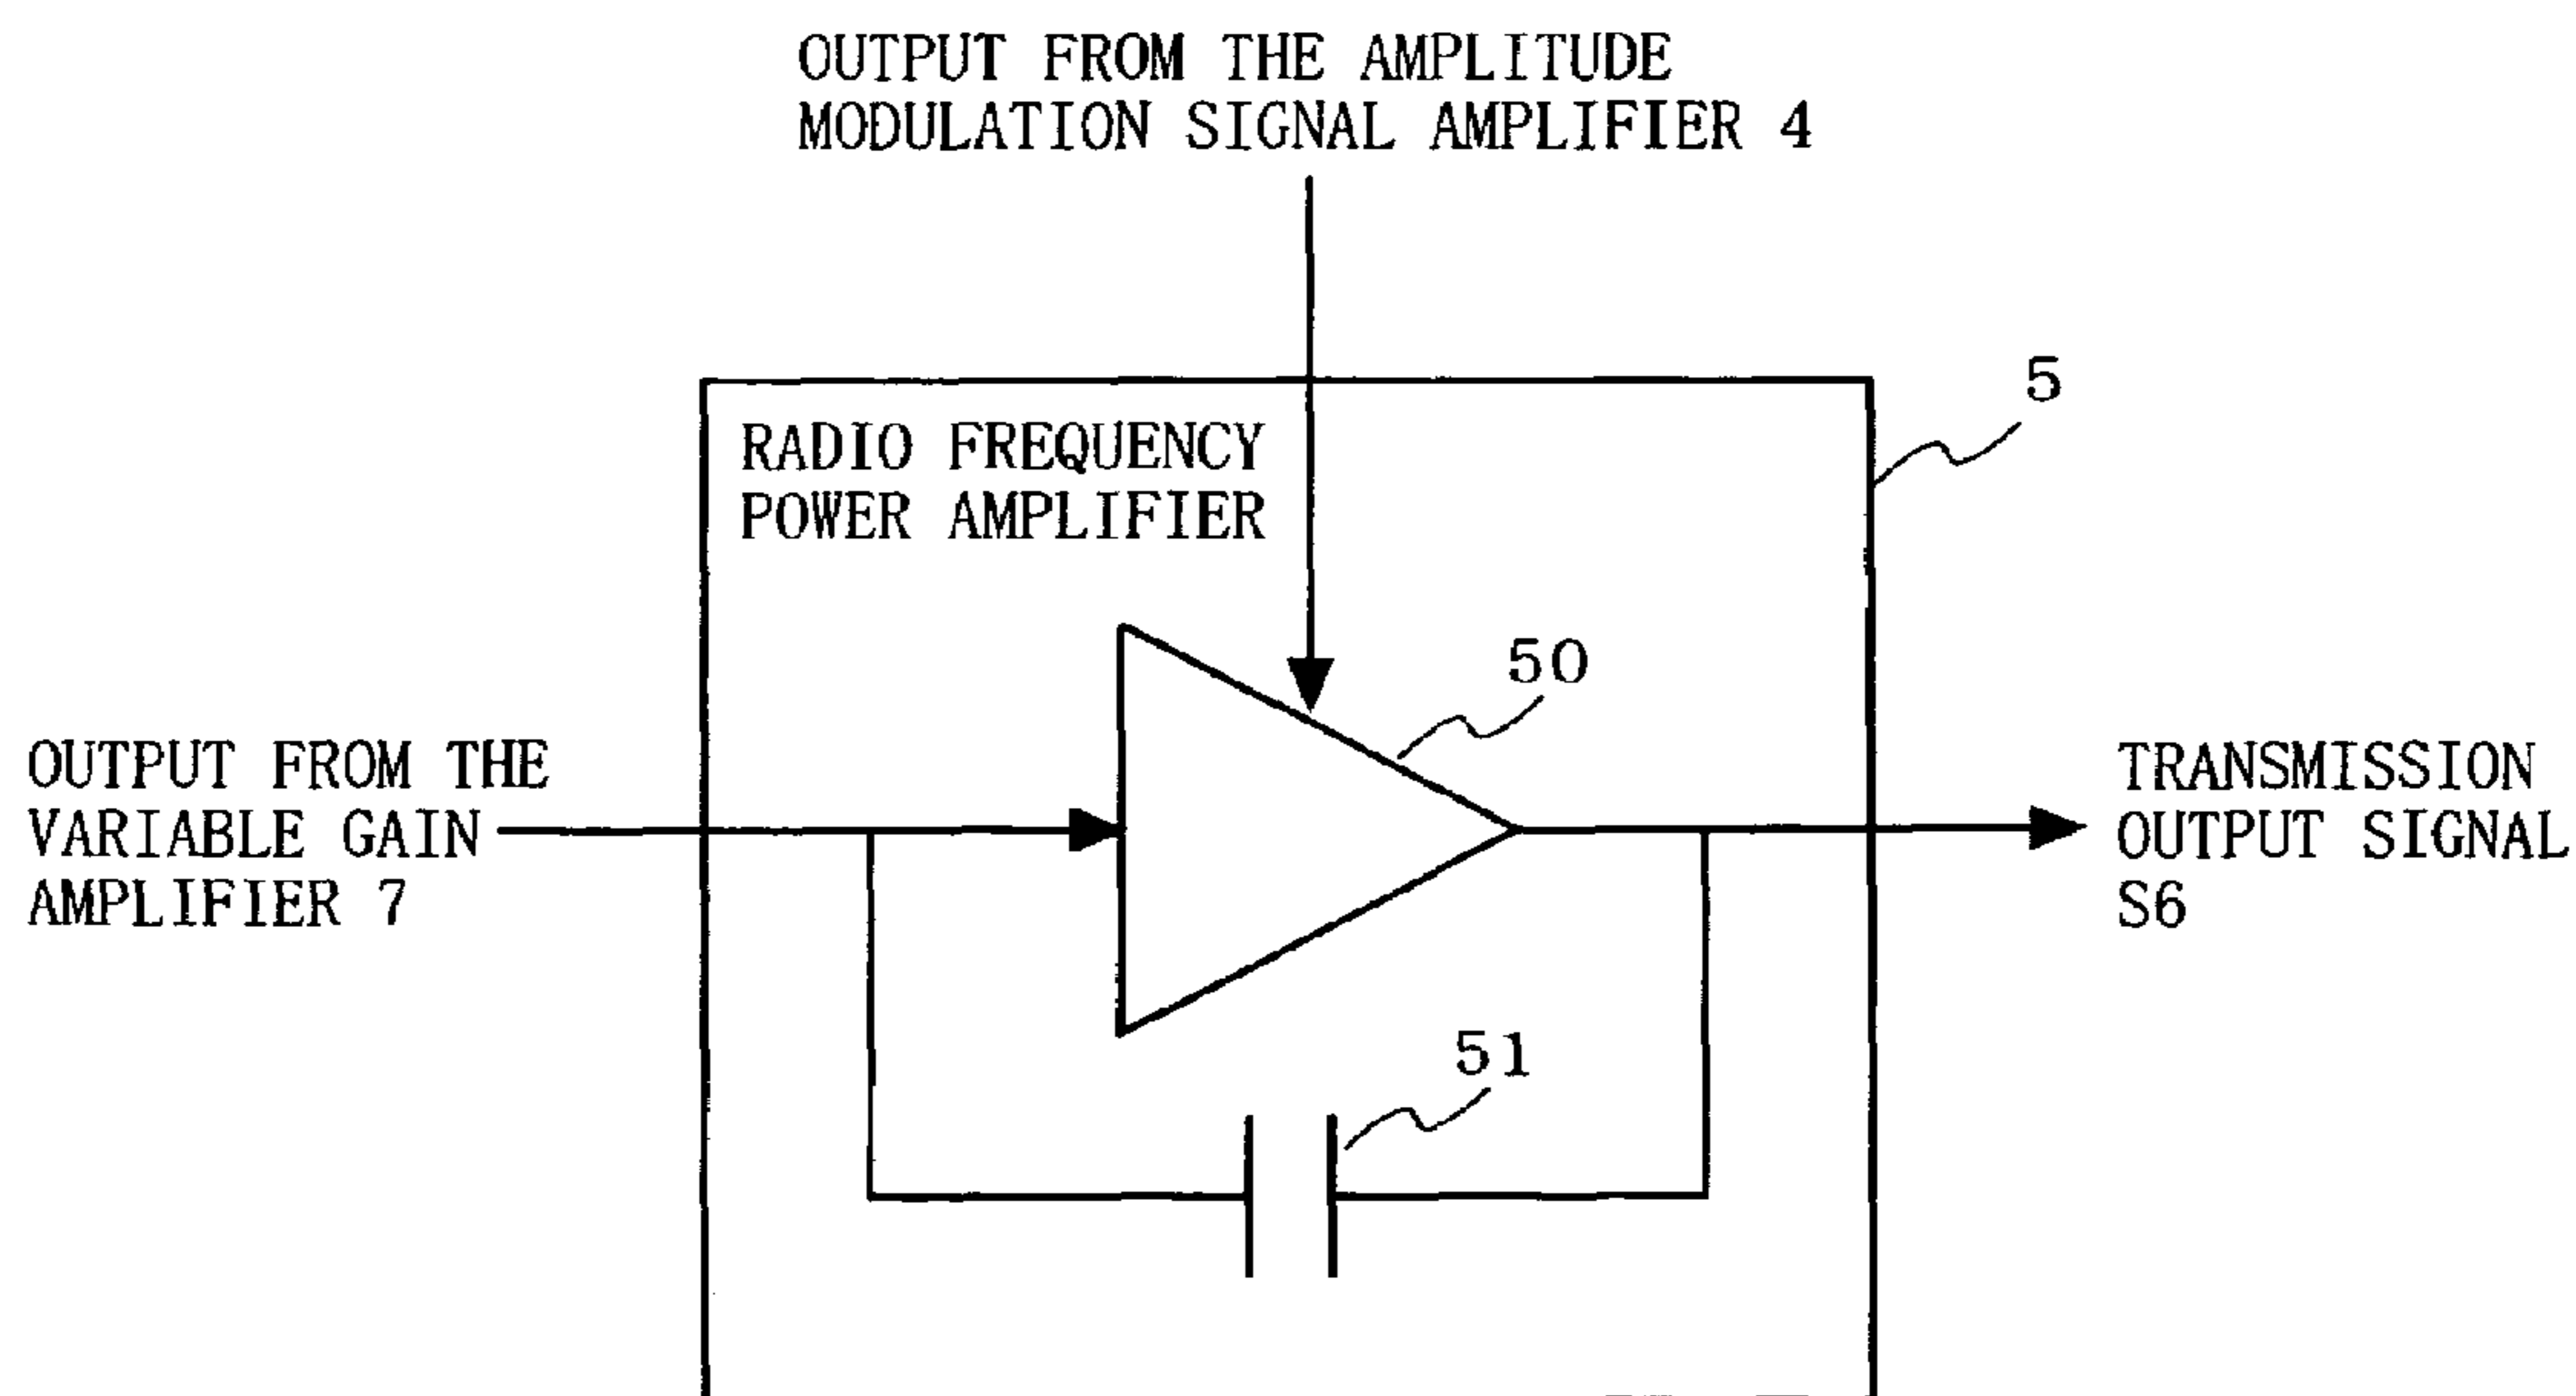 OUTPUT FROM THE AMPLITUDE
MODULATION SIGNAL AMPLIFIER 4
5
RADIO FREQUENCY
POWER AMPLIFIER
50
OUTPUT FROM THE
VARIABLE GAIN
AMPLIFIER 7
TRANSMISSION
OUTPUT SIGNAL
S6
51